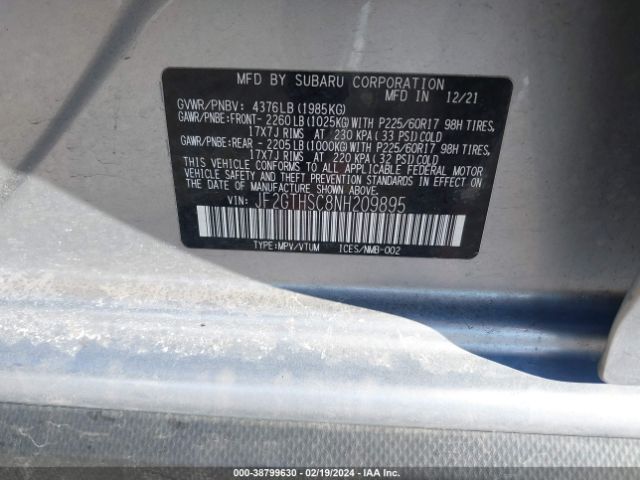 MFD BY SUBARU CORPORATION
GVWR/PNBV: 4376LB(1985KG) MFD IN 12/21
GAWR/PNBE:FRONT- 2260LB(1025KG)WITH P225/60R17 98H TIRES,
17X7J RIMS AT 230 KPA(33 PSI)COLD
GAWR/PNBE:REAR - 2205LB(1000KG)WITH P225/60R17 98H TIRES,
17X7J RIMS AT 220 KPA(32 PSI)COLD
THIS VEHICLE CONFORMS TO ALL APPLICABLE FEDERAL MOTOR
VEHICLE SAFETY AND THEFT PREVENTION STANDARDS IN EFFECT ON
THE DATE OF MANUFACTURE SHOWN ABOVE.
VIN: JF2GTHSC8NH209895
TYPE:MPV/VTUM ICES/NMB-002
000-38799630 - 02/19/2024 - IAA Inc.